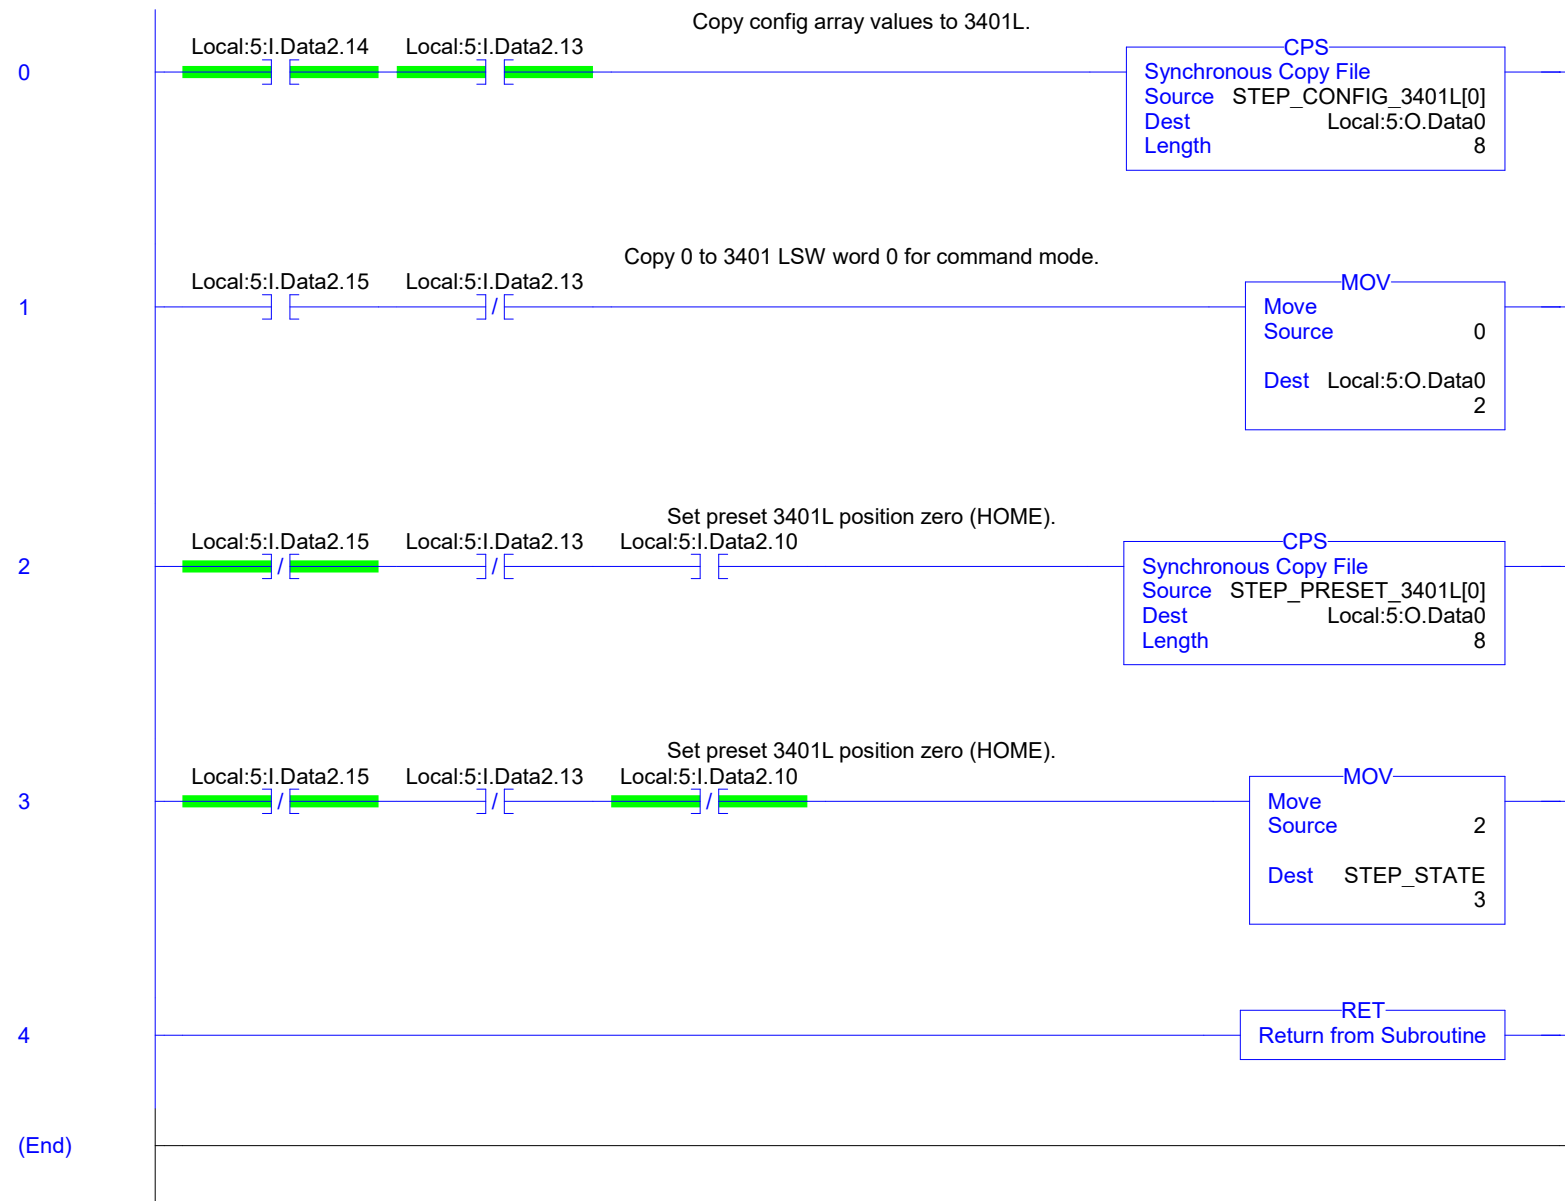 Copy config array values to 3401L.
Local:5:I.Data2.14 Local:5:I.Data2.13
0
CPS
Synchronous Copy File
Source STEP_CONFIG_3401L[0]
Dest Local:5:O.Data0
Length 8
Copy 0 to 3401 LSW word 0 for command mode.
Local:5:I.Data2.15 Local:5:I.Data2.13
1
/
MOV
Move
Source 0
Dest Local:5:O.Data0
2
Set preset 3401L position zero (HOME).
Local:5:I.Data2.15 Local:5:I.Data2.13 Local:5:I.Data2.10
2
/ /
CPS
Synchronous Copy File
Source STEP_PRESET_3401L[0]
Dest Local:5:O.Data0
Length 8
Set preset 3401L position zero (HOME).
Local:5:I.Data2.15 Local:5:I.Data2.13 Local:5:I.Data2.10
3
/ / /
MOV
Move
Source 2
Dest STEP_STATE
3
4
RET
Return from Subroutine
(End)